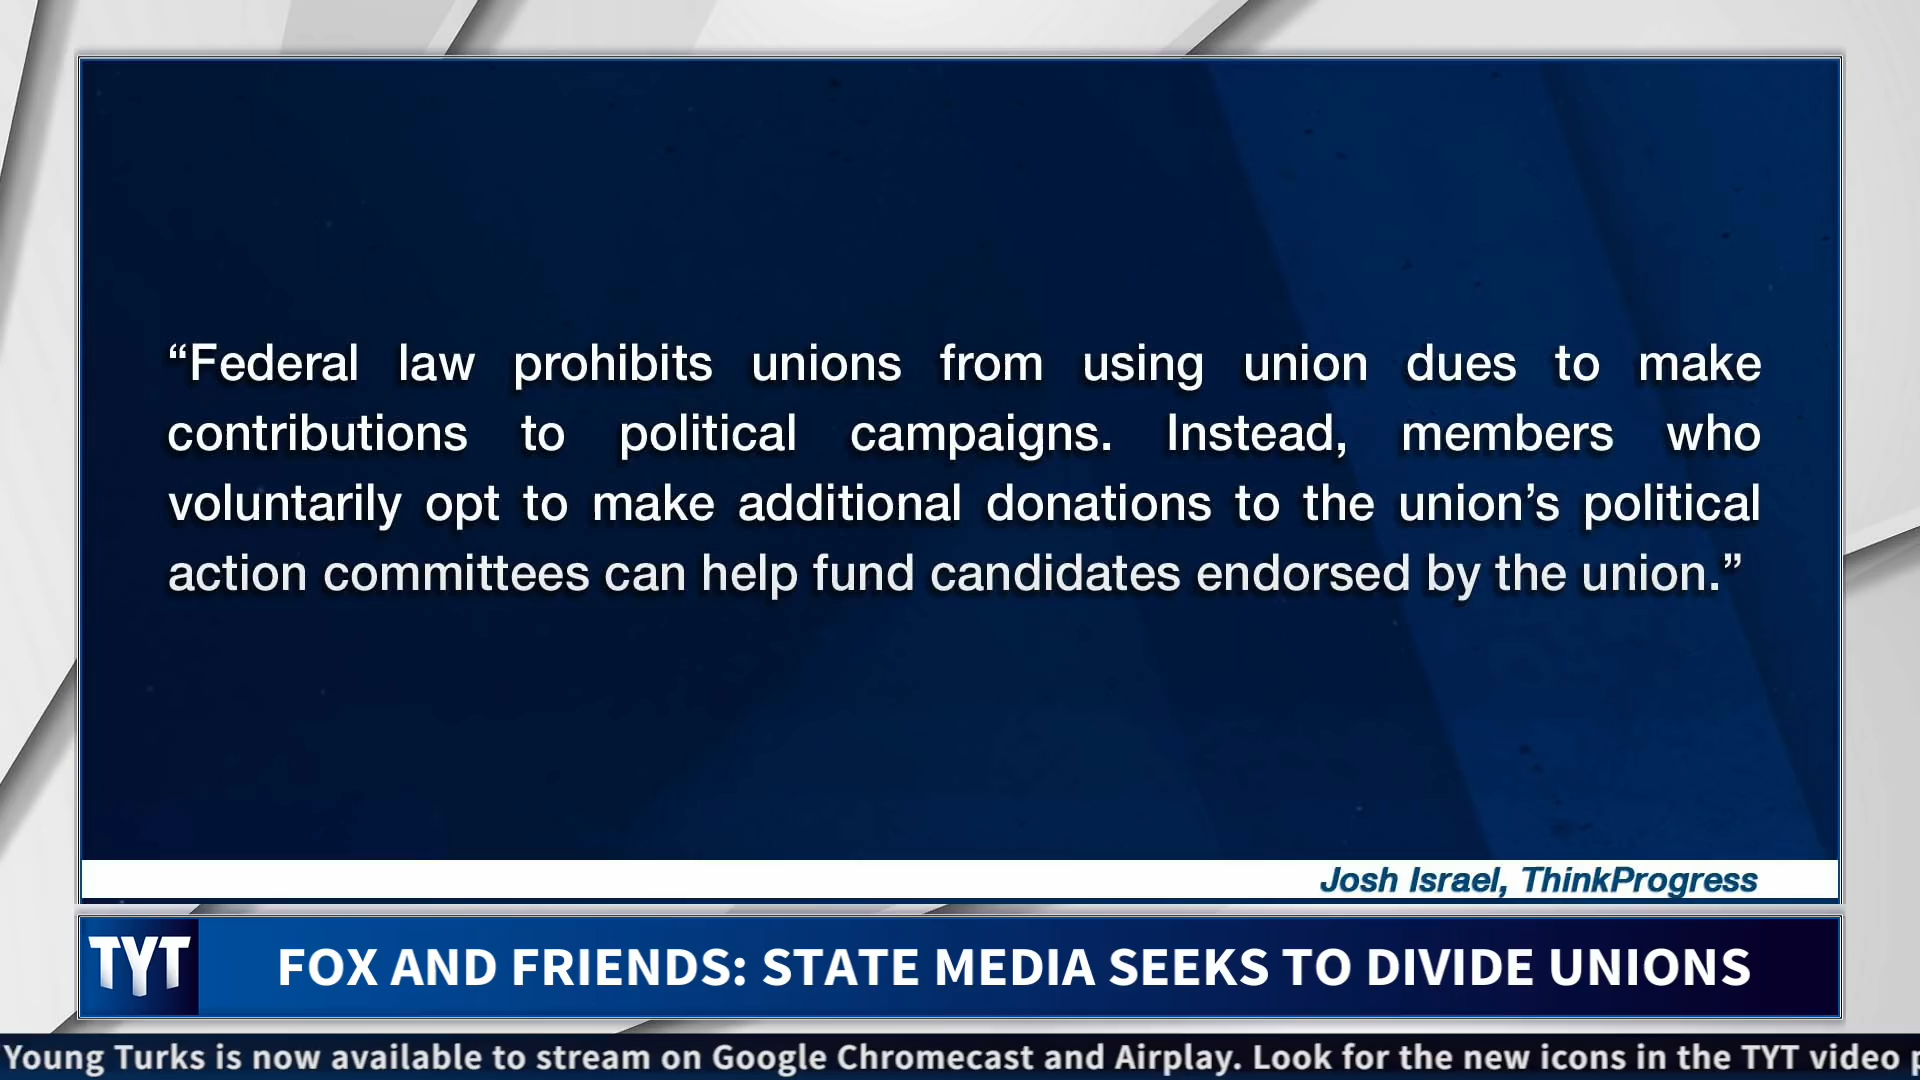 “Federal law prohibits unions from using union dues to make
contributions to political campaigns. Instead, members who
voluntarily opt to make additional donations to the union’s political
action committees can help fund candidates endorsed by the union.”
Josh Israel, ThinkProgress
TYT
FOX AND FRIENDS: STATE MEDIA SEEKS TO DIVIDE UNIONS
Young Turks is now available to stream on Google Chromecast and Airplay. Look for the new icons in the TYT video